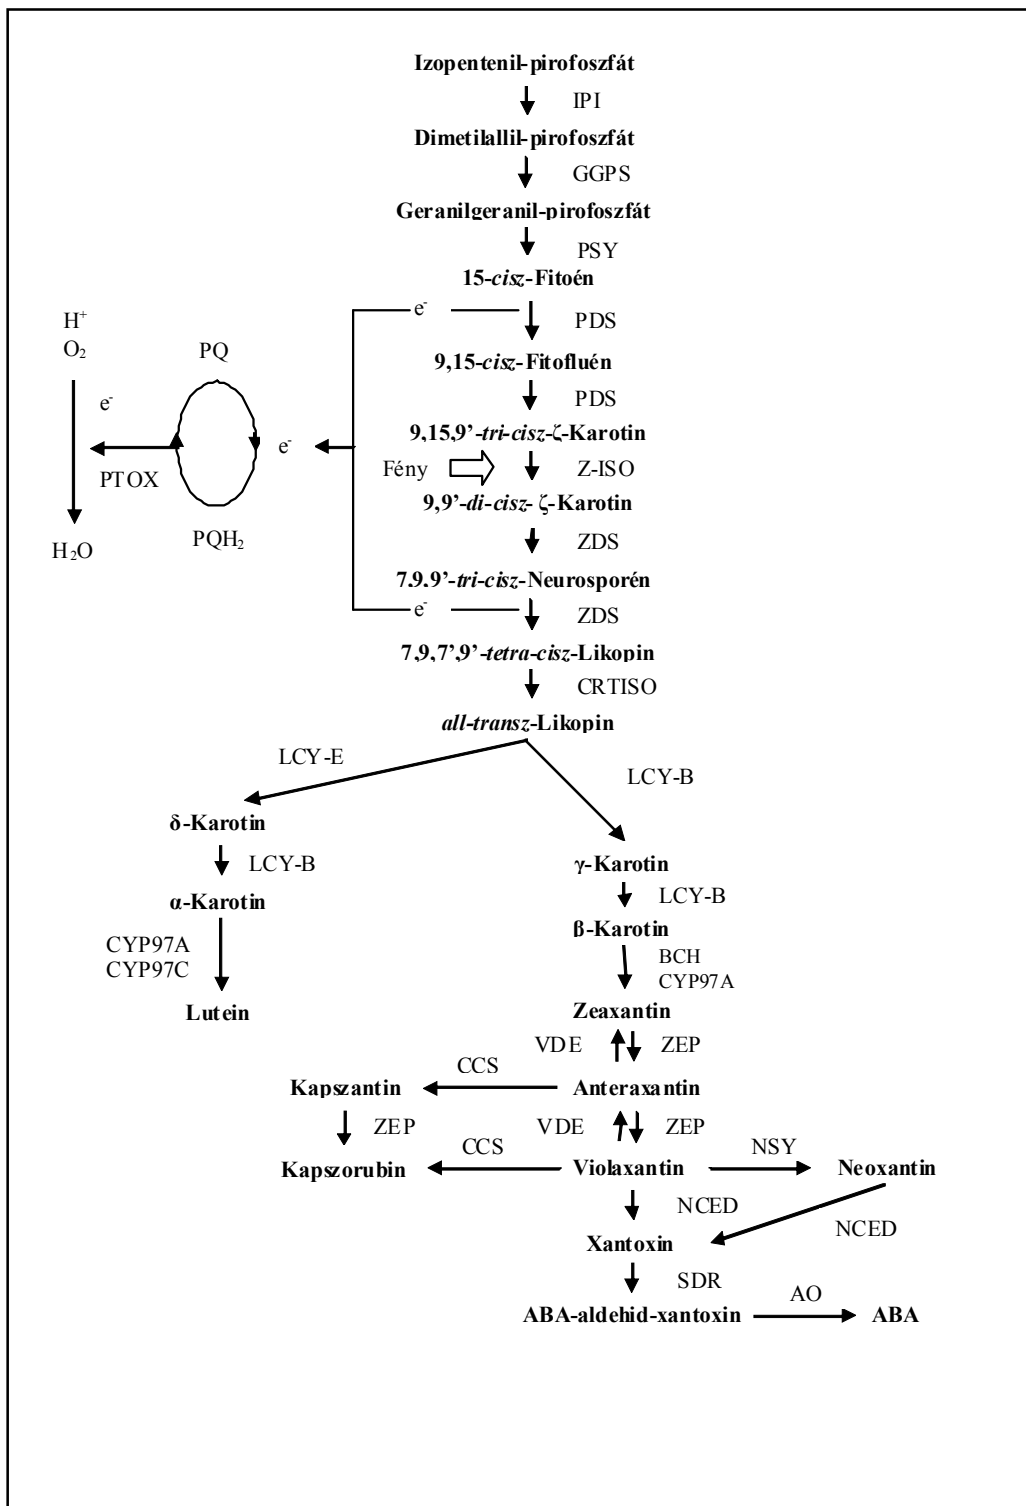 Izopentenil-pirofoszfát
IPI
Dimetilallil-pirofoszfát
GGPS
Geranilgeranil-pirofoszfát
PSY
15-cisz-Fitoén
e-
PDS
H+
O2
PQ
9,15-cisz-Fitofluén
e-
PDS
9,15,9’-tri-cisz-ζ-Karotin
e-
PTOX
Fény
Z-ISO
9,9’-di-cisz- ζ-Karotin
H2O
PQH2
ZDS
7,9,9’-tri-cisz-Neurosporén
e-
ZDS
7,9,7’,9’-tetra-cisz-Likopin
CRTISO
all-transz-Likopin
LCY-E
LCY-B
δ-Karotin
LCY-B
γ-Karotin
LCY-B
α-Karotin
ß-Karotin
CYP97A
CYP97C
BCH
CYP97A
Lutein
Zeaxantin
VDE
ZEP
CCS
Kapszantin
Anteraxantin
ZEP
VDE
ZEP
CCS
NSY
Kapszorubin
Violaxantin
Neoxantin
NCED
NCED
Xantoxin
SDR
AO
ABA-aldehid-xantoxin
ABA